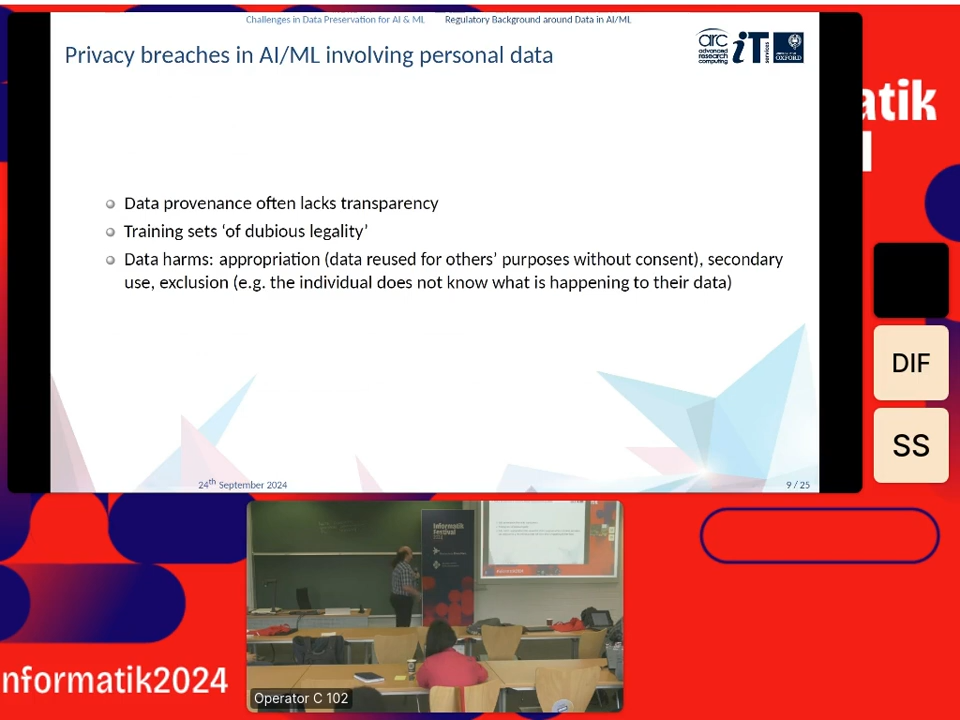 Challenges in Data Preservation for AI & ML Regulatory Background around Data in AI/ML
Privacy breaches in AI/ML involving personal data
arc
advanced
research
computing
iT
services
OXFORD
atik
Data provenance often lacks transparency
Training sets ‘of dubious legality’
Data harms: appropriation (data reused for others’ purposes without consent), secondary
use, exclusion (e.g. the individual does not know what is happening to their data)
DIF
SS
24th September 2024
9 / 25
Informatik
Festival
2024
nformatik2024
Operator C 102